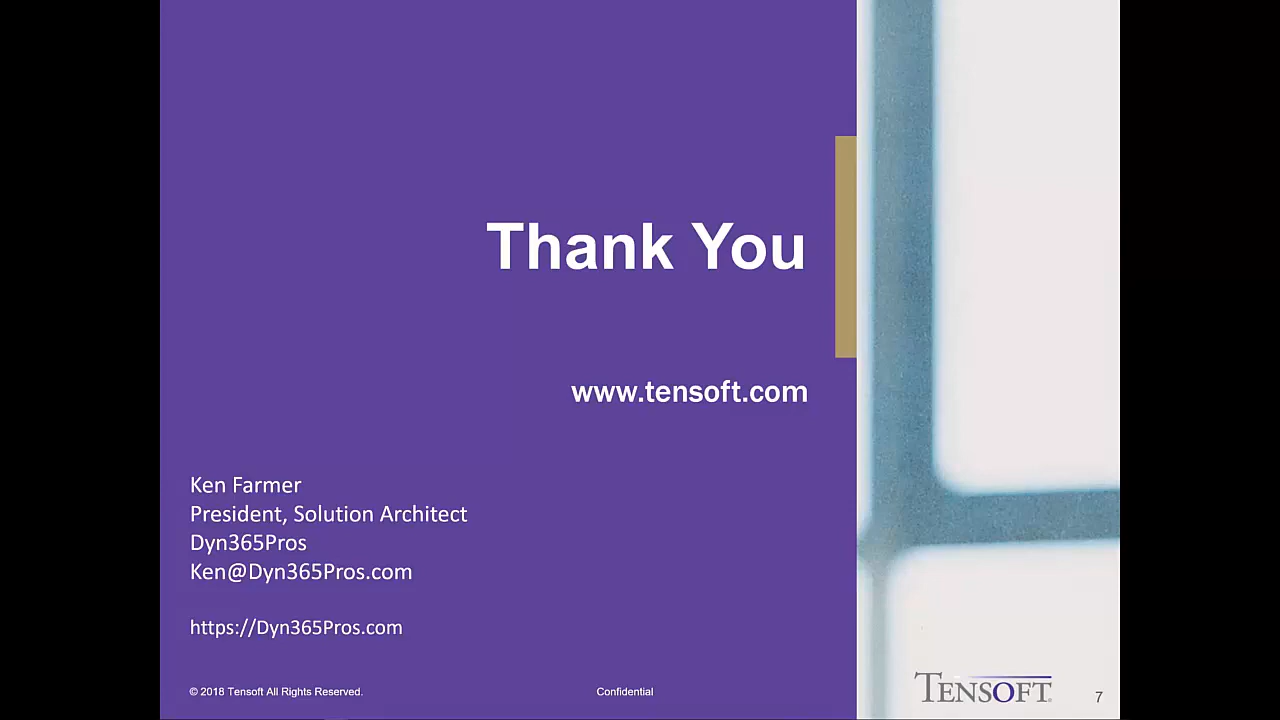 Thank You
www.tensoft.com
Ken Farmer
President, Solution Architect
Dyn365Pros
Ken@Dyn365Pros.com
https://Dyn365Pros.com
© 2018 Tensoft All Rights Reserved.
Confidential
TENSOFT
7